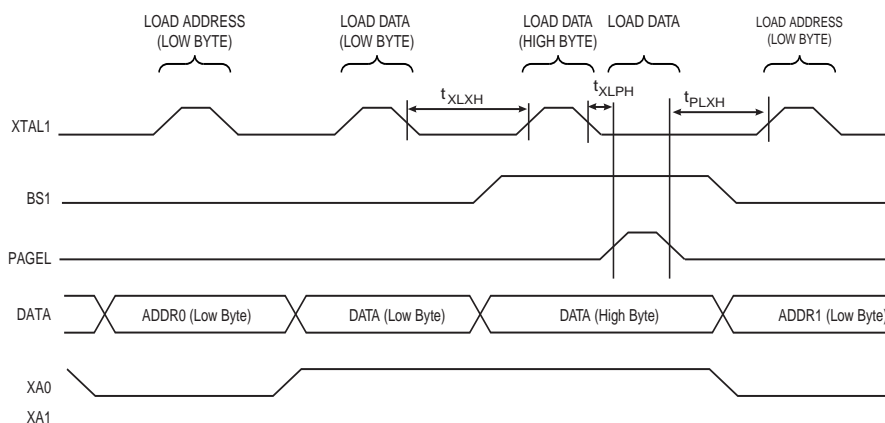 LOAD ADDRESS
(LOW BYTE)
LOAD DATA
(LOW BYTE)
LOAD DATA
(HIGH BYTE)
LOAD DATA
LOAD ADDRESS
(LOW BYTE)
tXLXH
tXLPH
tPLXH
XTAL1
BS1
PAGEL
DATA
ADDR0 (Low Byte)
DATA (Low Byte)
DATA (High Byte)
ADDR1 (Low Byte)
XA0
XA1